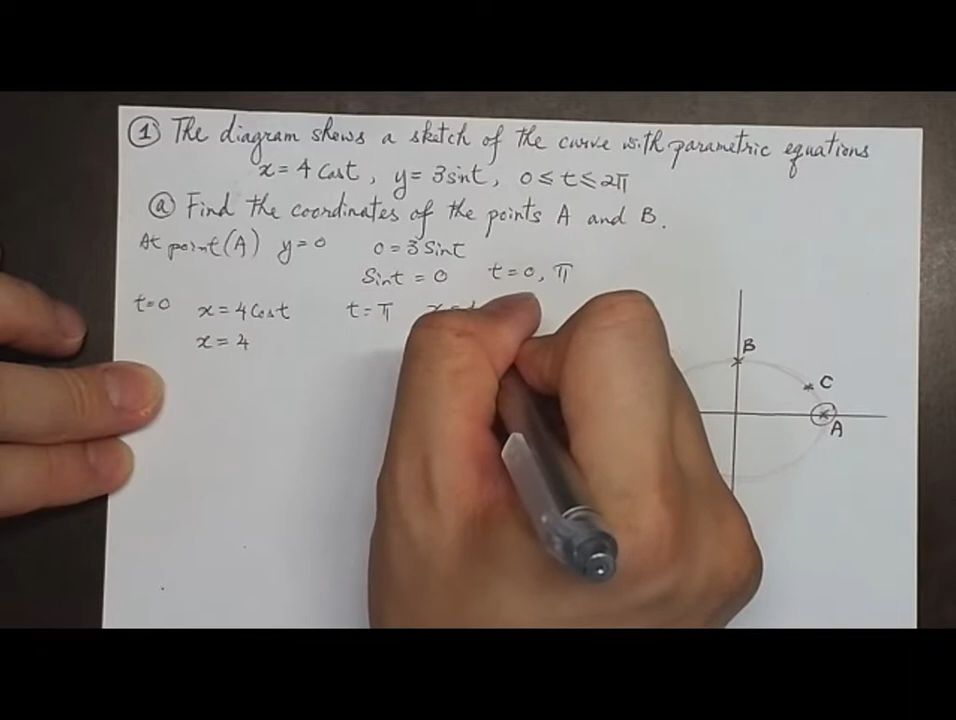 ① The diagram shows a sketch of the curve with parametric equations
x = 4 Cost, y = 3sint, 0 ≤ t ≤ 2π
ⓐ Find the coordinates of the points A and B.
At point (A) y = 0 0 = 3 Sint
Sint = 0 t = 0, π
t=0 x = 4 Cost t = π
x = 4
B
C
A